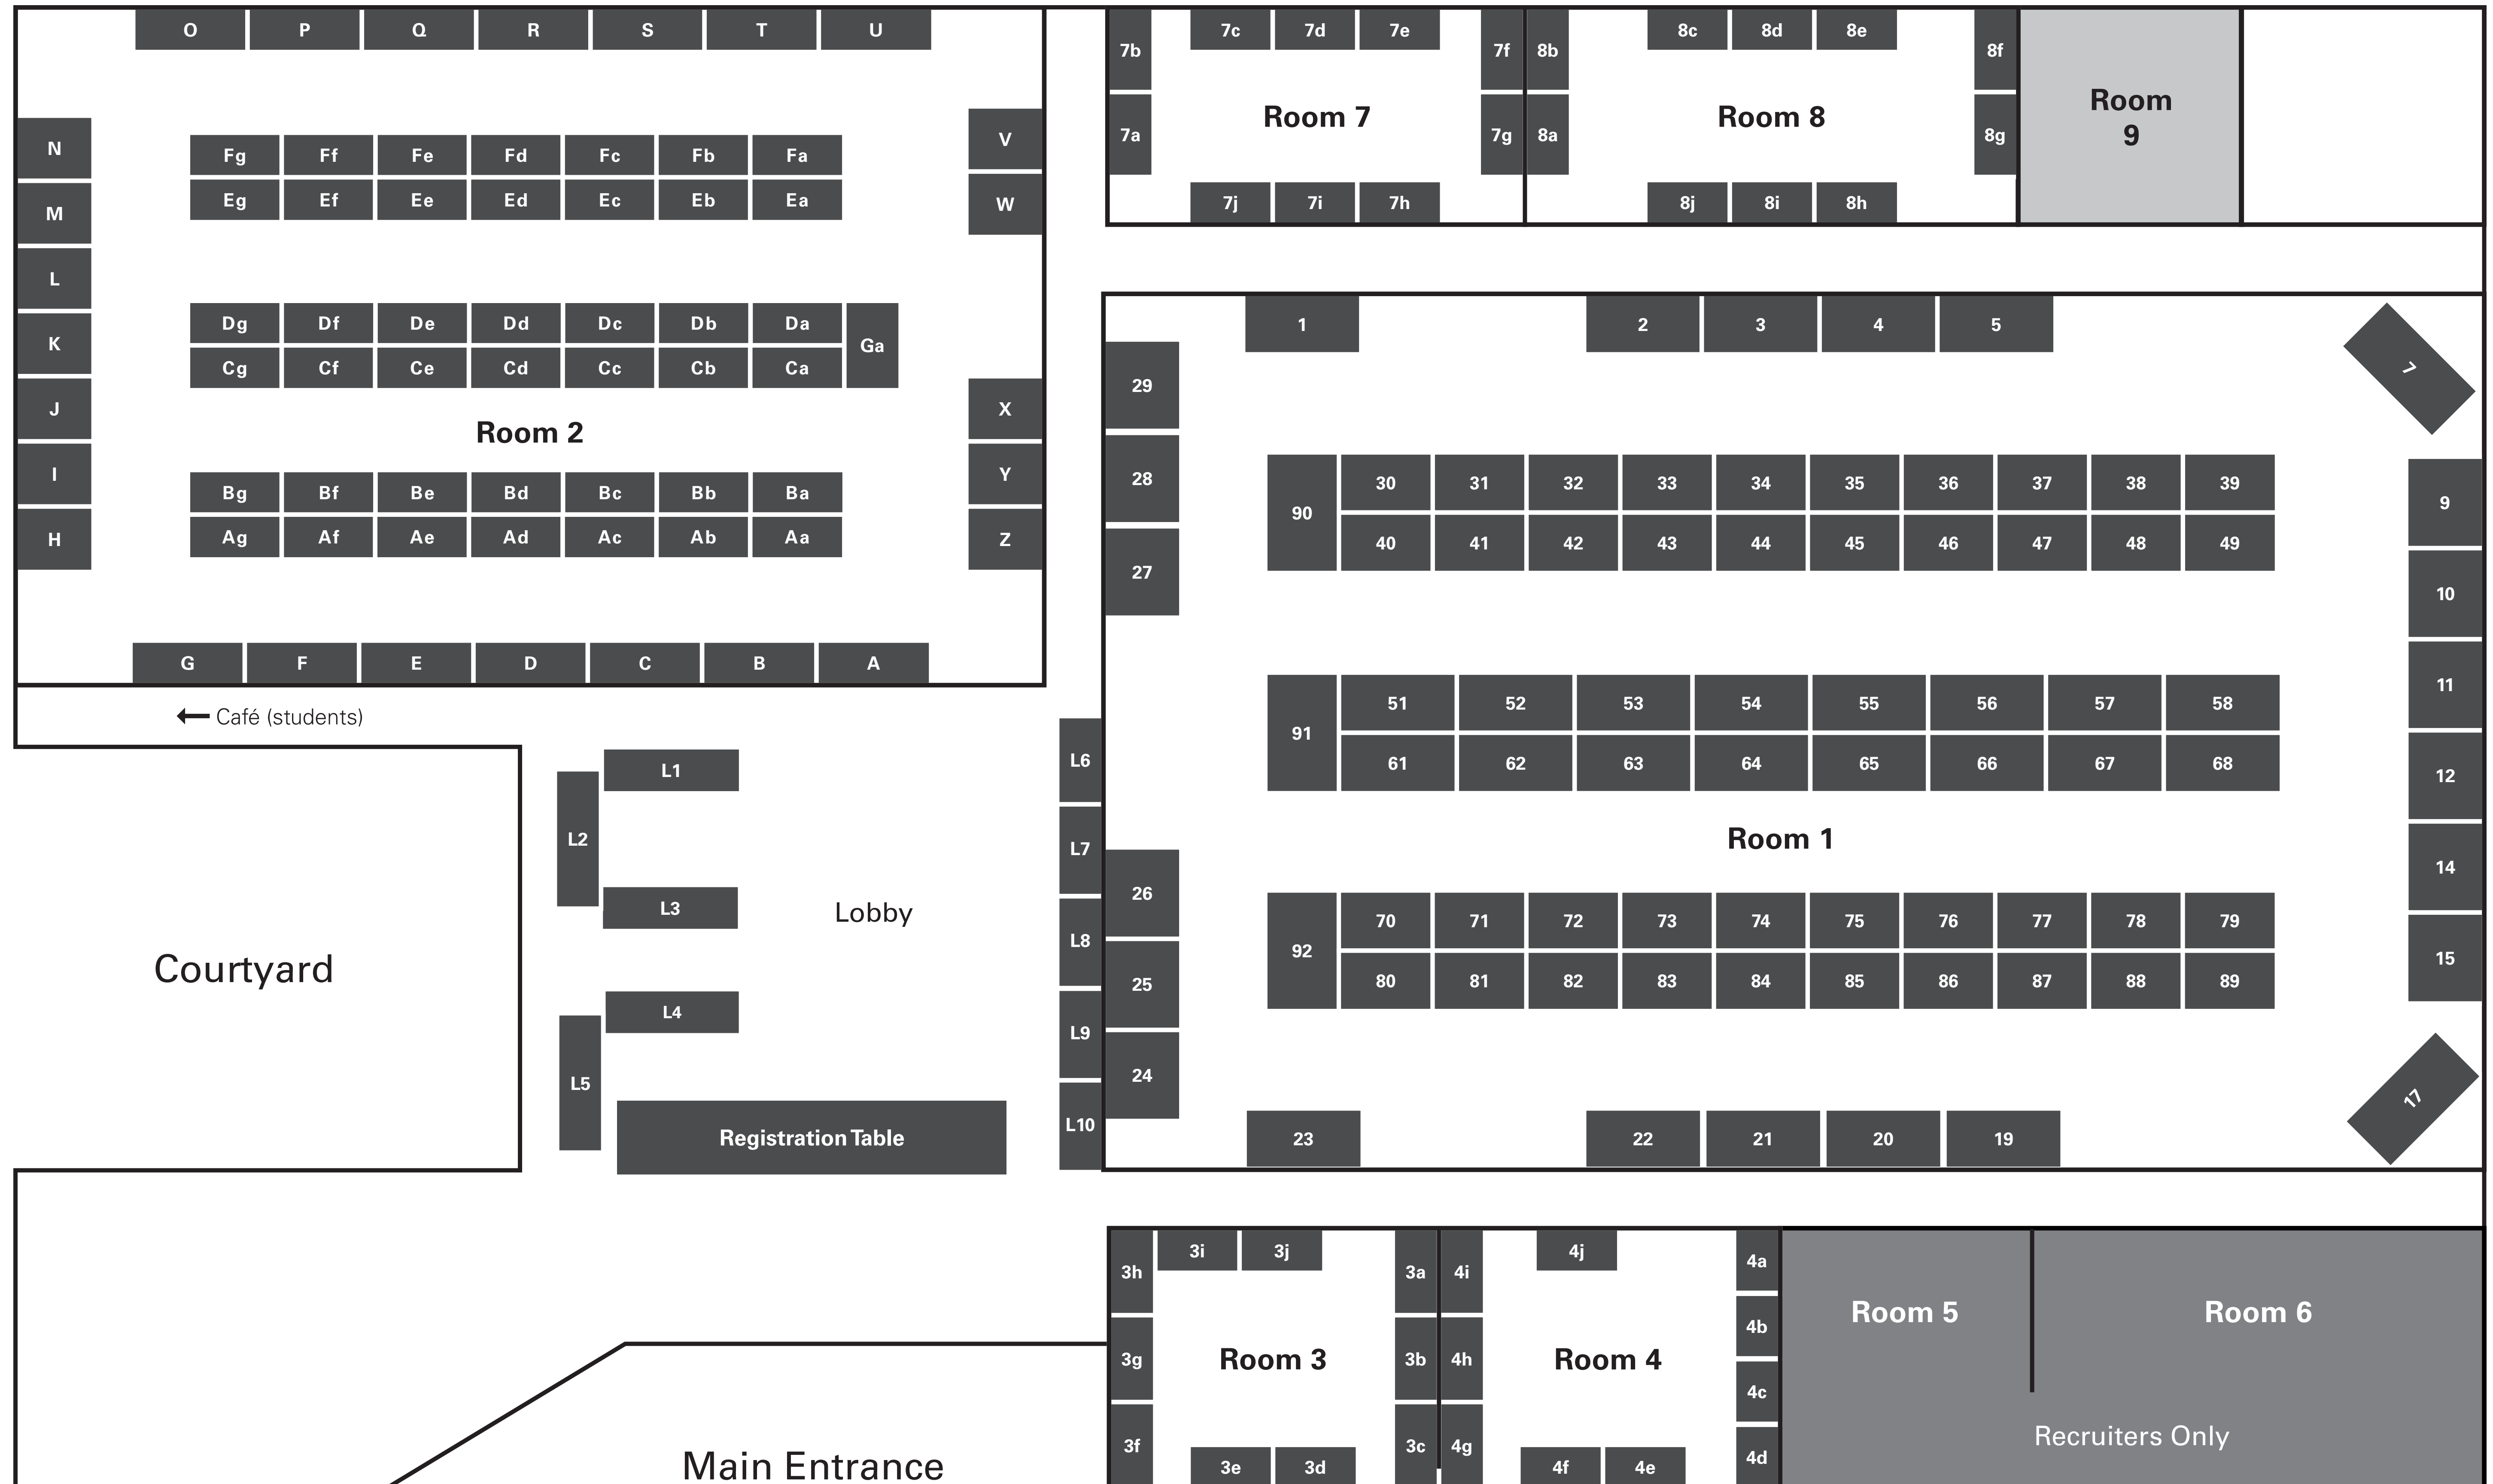 O P Q R S T U
N
M
L
K
J
I
H
Fg Ff Fe Fd Fc Fb Fa
Eg Ef Ee Ed Ec Eb Ea
Dg Df De Dd Dc Db Da
Cg Cf Ce Cd Cc Cb Ca
Ga
Room 2
Bg Bf Be Bd Bc Bb Ba
Ag Af Ae Ad Ac Ab Aa
V
W
X
Y
Z
G F E D C B A
7b
7a
7c 7d 7e
Room 7
7j 7i 7h
7f
7g
8b
8a
8c 8d 8e
Room 8
8j 8i 8h
8f
8g
Room
9
← Café (students)
Courtyard
L1
L2
L3
L4
L5
Lobby
Registration Table
L6
L7
L8
L9
L10
1 2 3 4 5
7
29
28
27
26
25
24
90
30 31 32 33 34 35 36 37 38 39
40 41 42 43 44 45 46 47 48 49
91
51 52 53 54 55 56 57 58
61 62 63 64 65 66 67 68
Room 1
92
70 71 72 73 74 75 76 77 78 79
80 81 82 83 84 85 86 87 88 89
9
10
11
12
14
15
17
23 22 21 20 19
Main Entrance
3h
3g
3f
3i 3j
Room 3
3e 3d
3a
3b
3c
4i
4h
4g
4j
Room 4
4f 4e
4a
4b
4c
4d
Room 5
Room 6
Recruiters Only